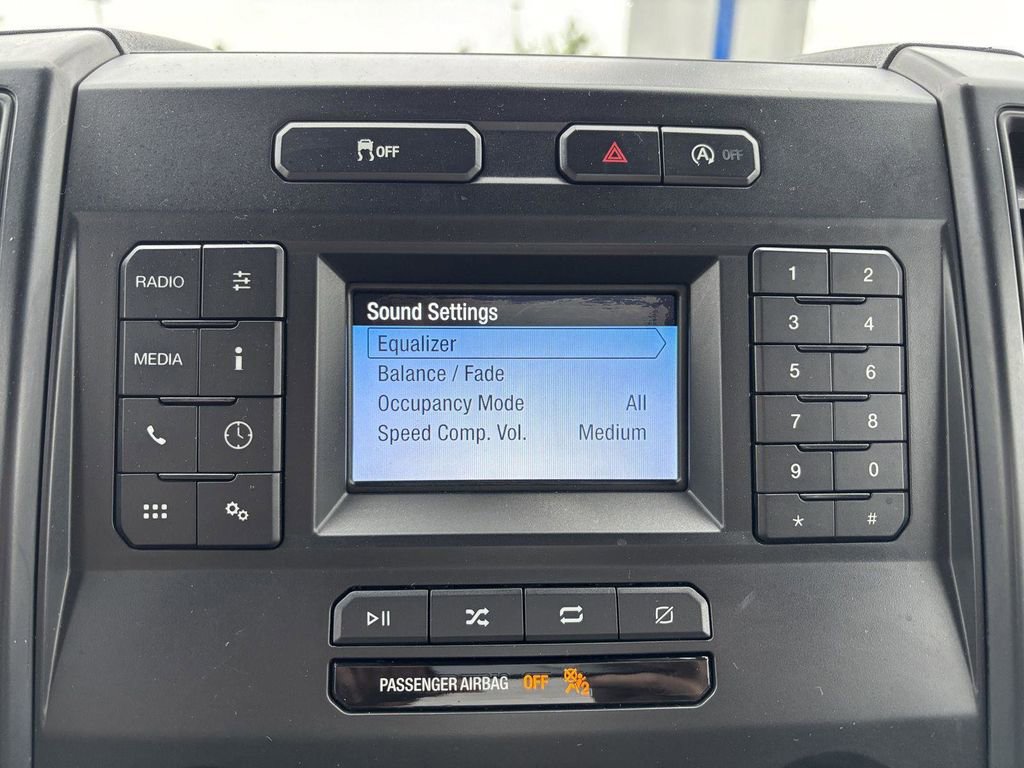 OFF
A OFF
RADIO
MEDIA
i
Sound Settings
Equalizer
Balance / Fade
Occupancy Mode All
Speed Comp. Vol. Medium
1 2
3 4
5 6
7 8
9 0
* #
PASSENGER AIRBAG OFF 2